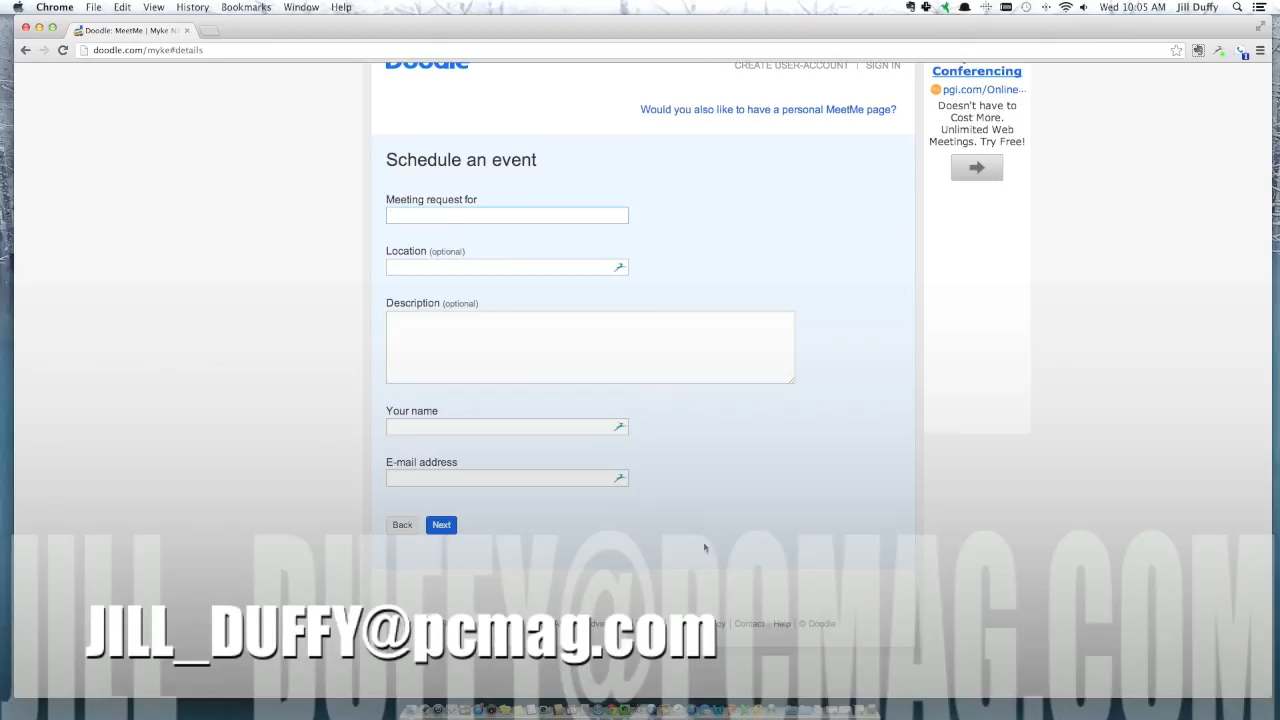 Chrome File Edit View History Bookmarks Window Help Wed 10:05 AM Jill Duffy
Doodle: MeetMe | Myke N
doodle.com/myke#details
Doodle
CREATE USER-ACCOUNT | SIGN IN
Would you also like to have a personal MeetMe page?
Conferencing
pgi.com/Online...
Doesn't have to
Cost More.
Unlimited Web
Meetings. Try Free!
Schedule an event
Meeting request for
Location (optional)
Description (optional)
Your name
E-mail address
Back Next
JILL_DUFFY@PCMAG.COM
JILL_DUFFY@pcmag.com
Contact Help | © Doodle